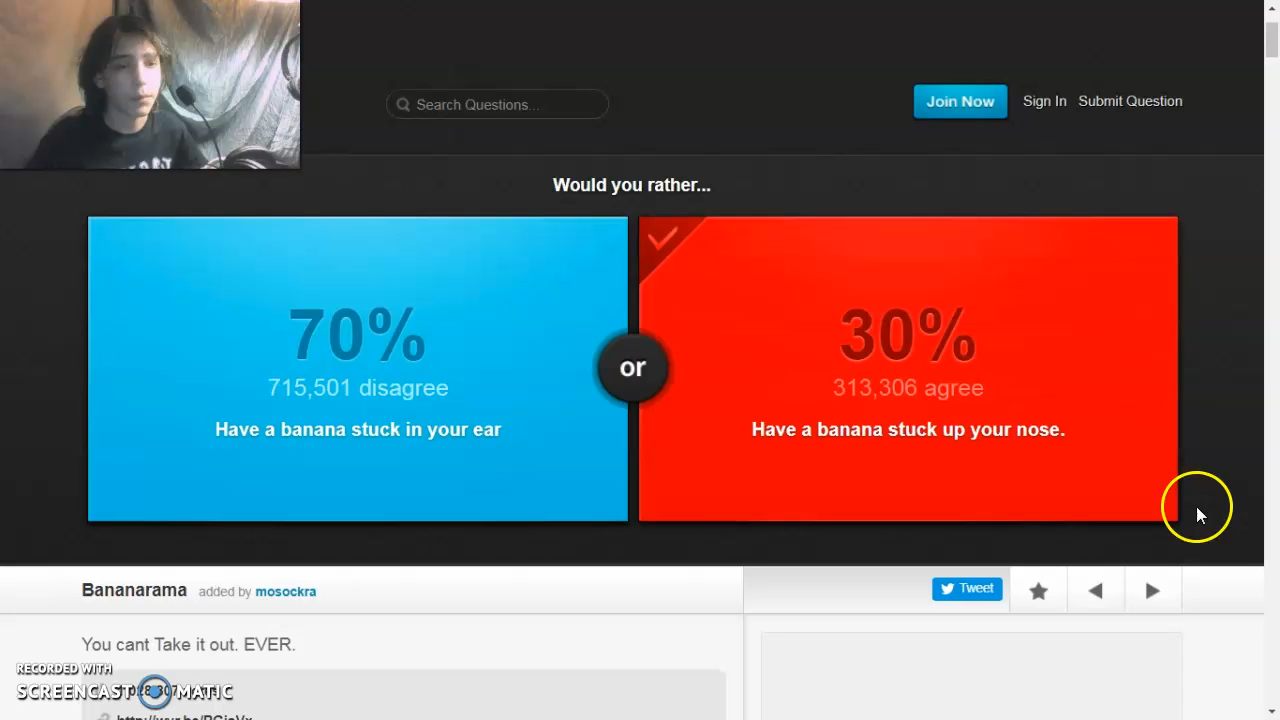 Search Questions...
Join Now
Sign In
Submit Question
Would you rather...
70%
715,501 disagree
Have a banana stuck in your ear
or
30%
313,306 agree
Have a banana stuck up your nose.
Bananarama
added by mosockra
Tweet
You cant Take it out. EVER.
RECORDED WITH
SCREENCAST MATIC